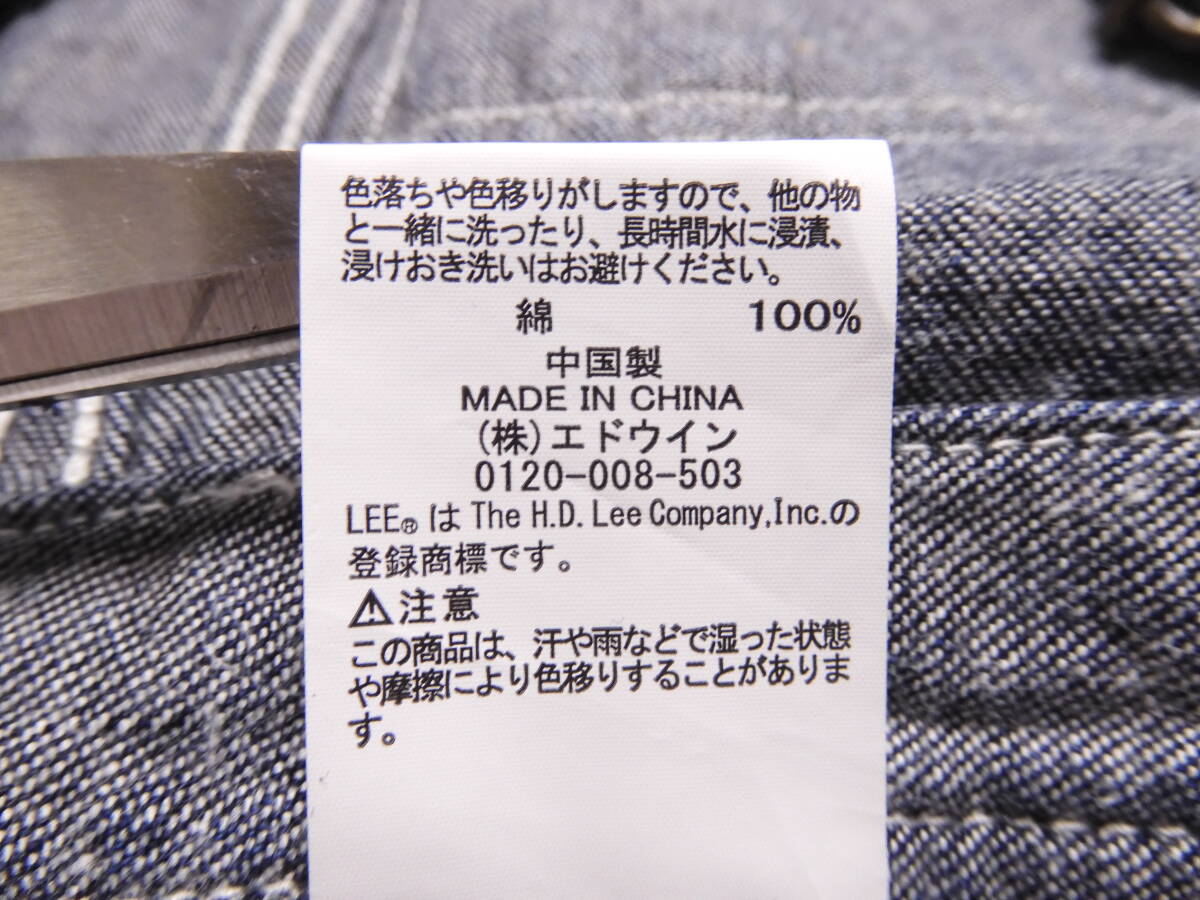 色落ちや色移りがしますので、他の物
と一緒に洗ったり、長時間水に浸漬、
浸けおき洗いはお避けください。
綿 100%
中国製
MADE IN CHINA
(株)エドウイン
0120-008-503
LEE®はThe H.D. Lee Company,Inc.の
登録商標です。
⚠注意
この商品は、汗や雨などで湿った状態
や摩擦により色移りすることがありま
す。